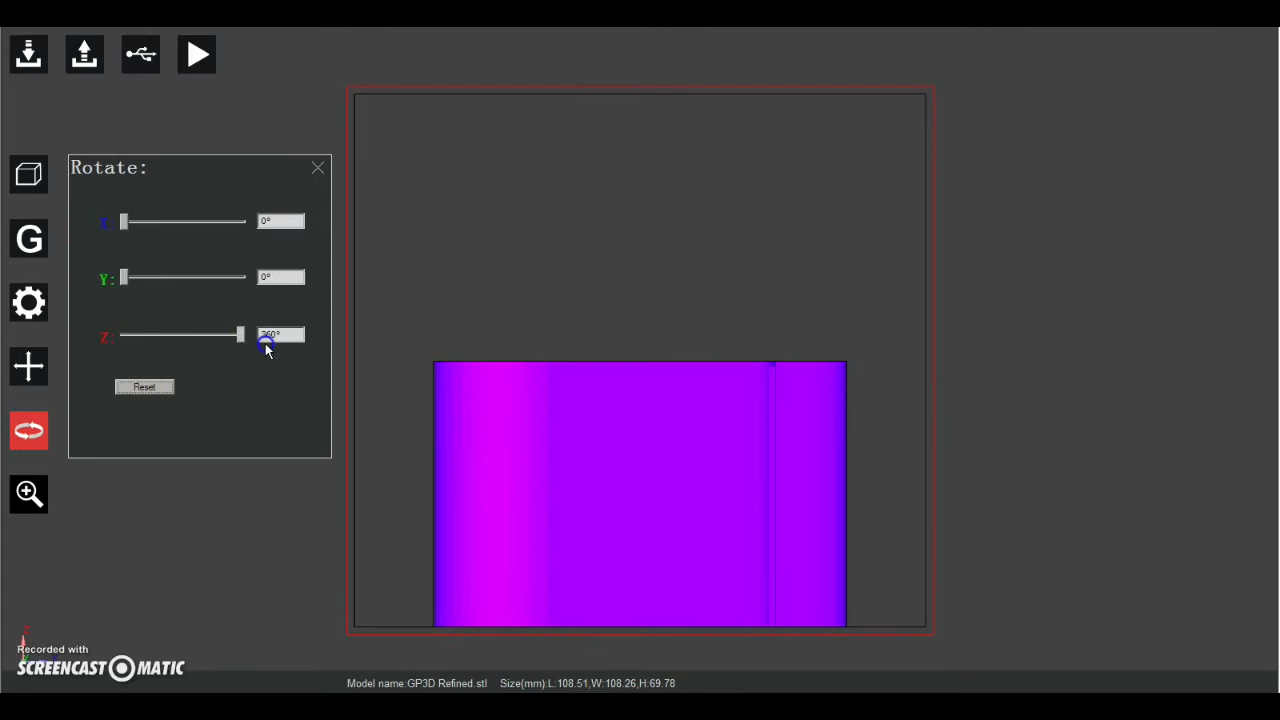 Rotate:
X: 0°
Y: 0°
Z: 360°
Reset
G
Z
Recorded with
SCREENCAST MATIC
Model name:GP3D Refined.stl Size(mm):L:108.51,W:108.26,H:69.78